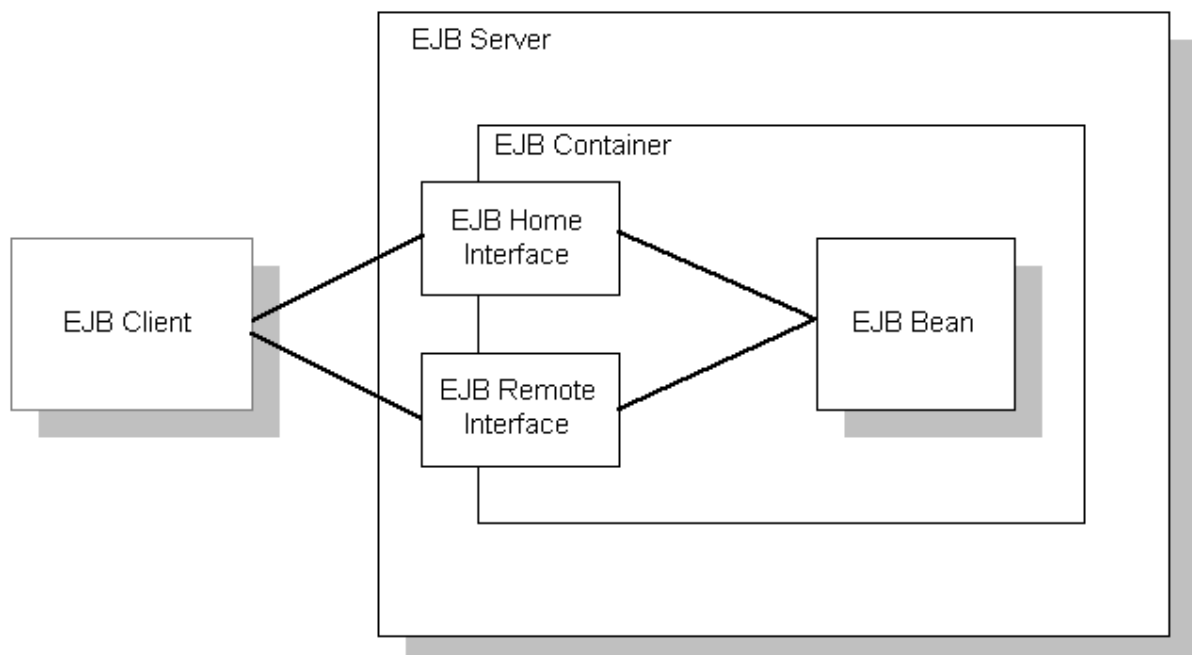 EJB Server
EJB Container
EJB Home
Interface
EJB Client
EJB Bean
EJB Remote
Interface